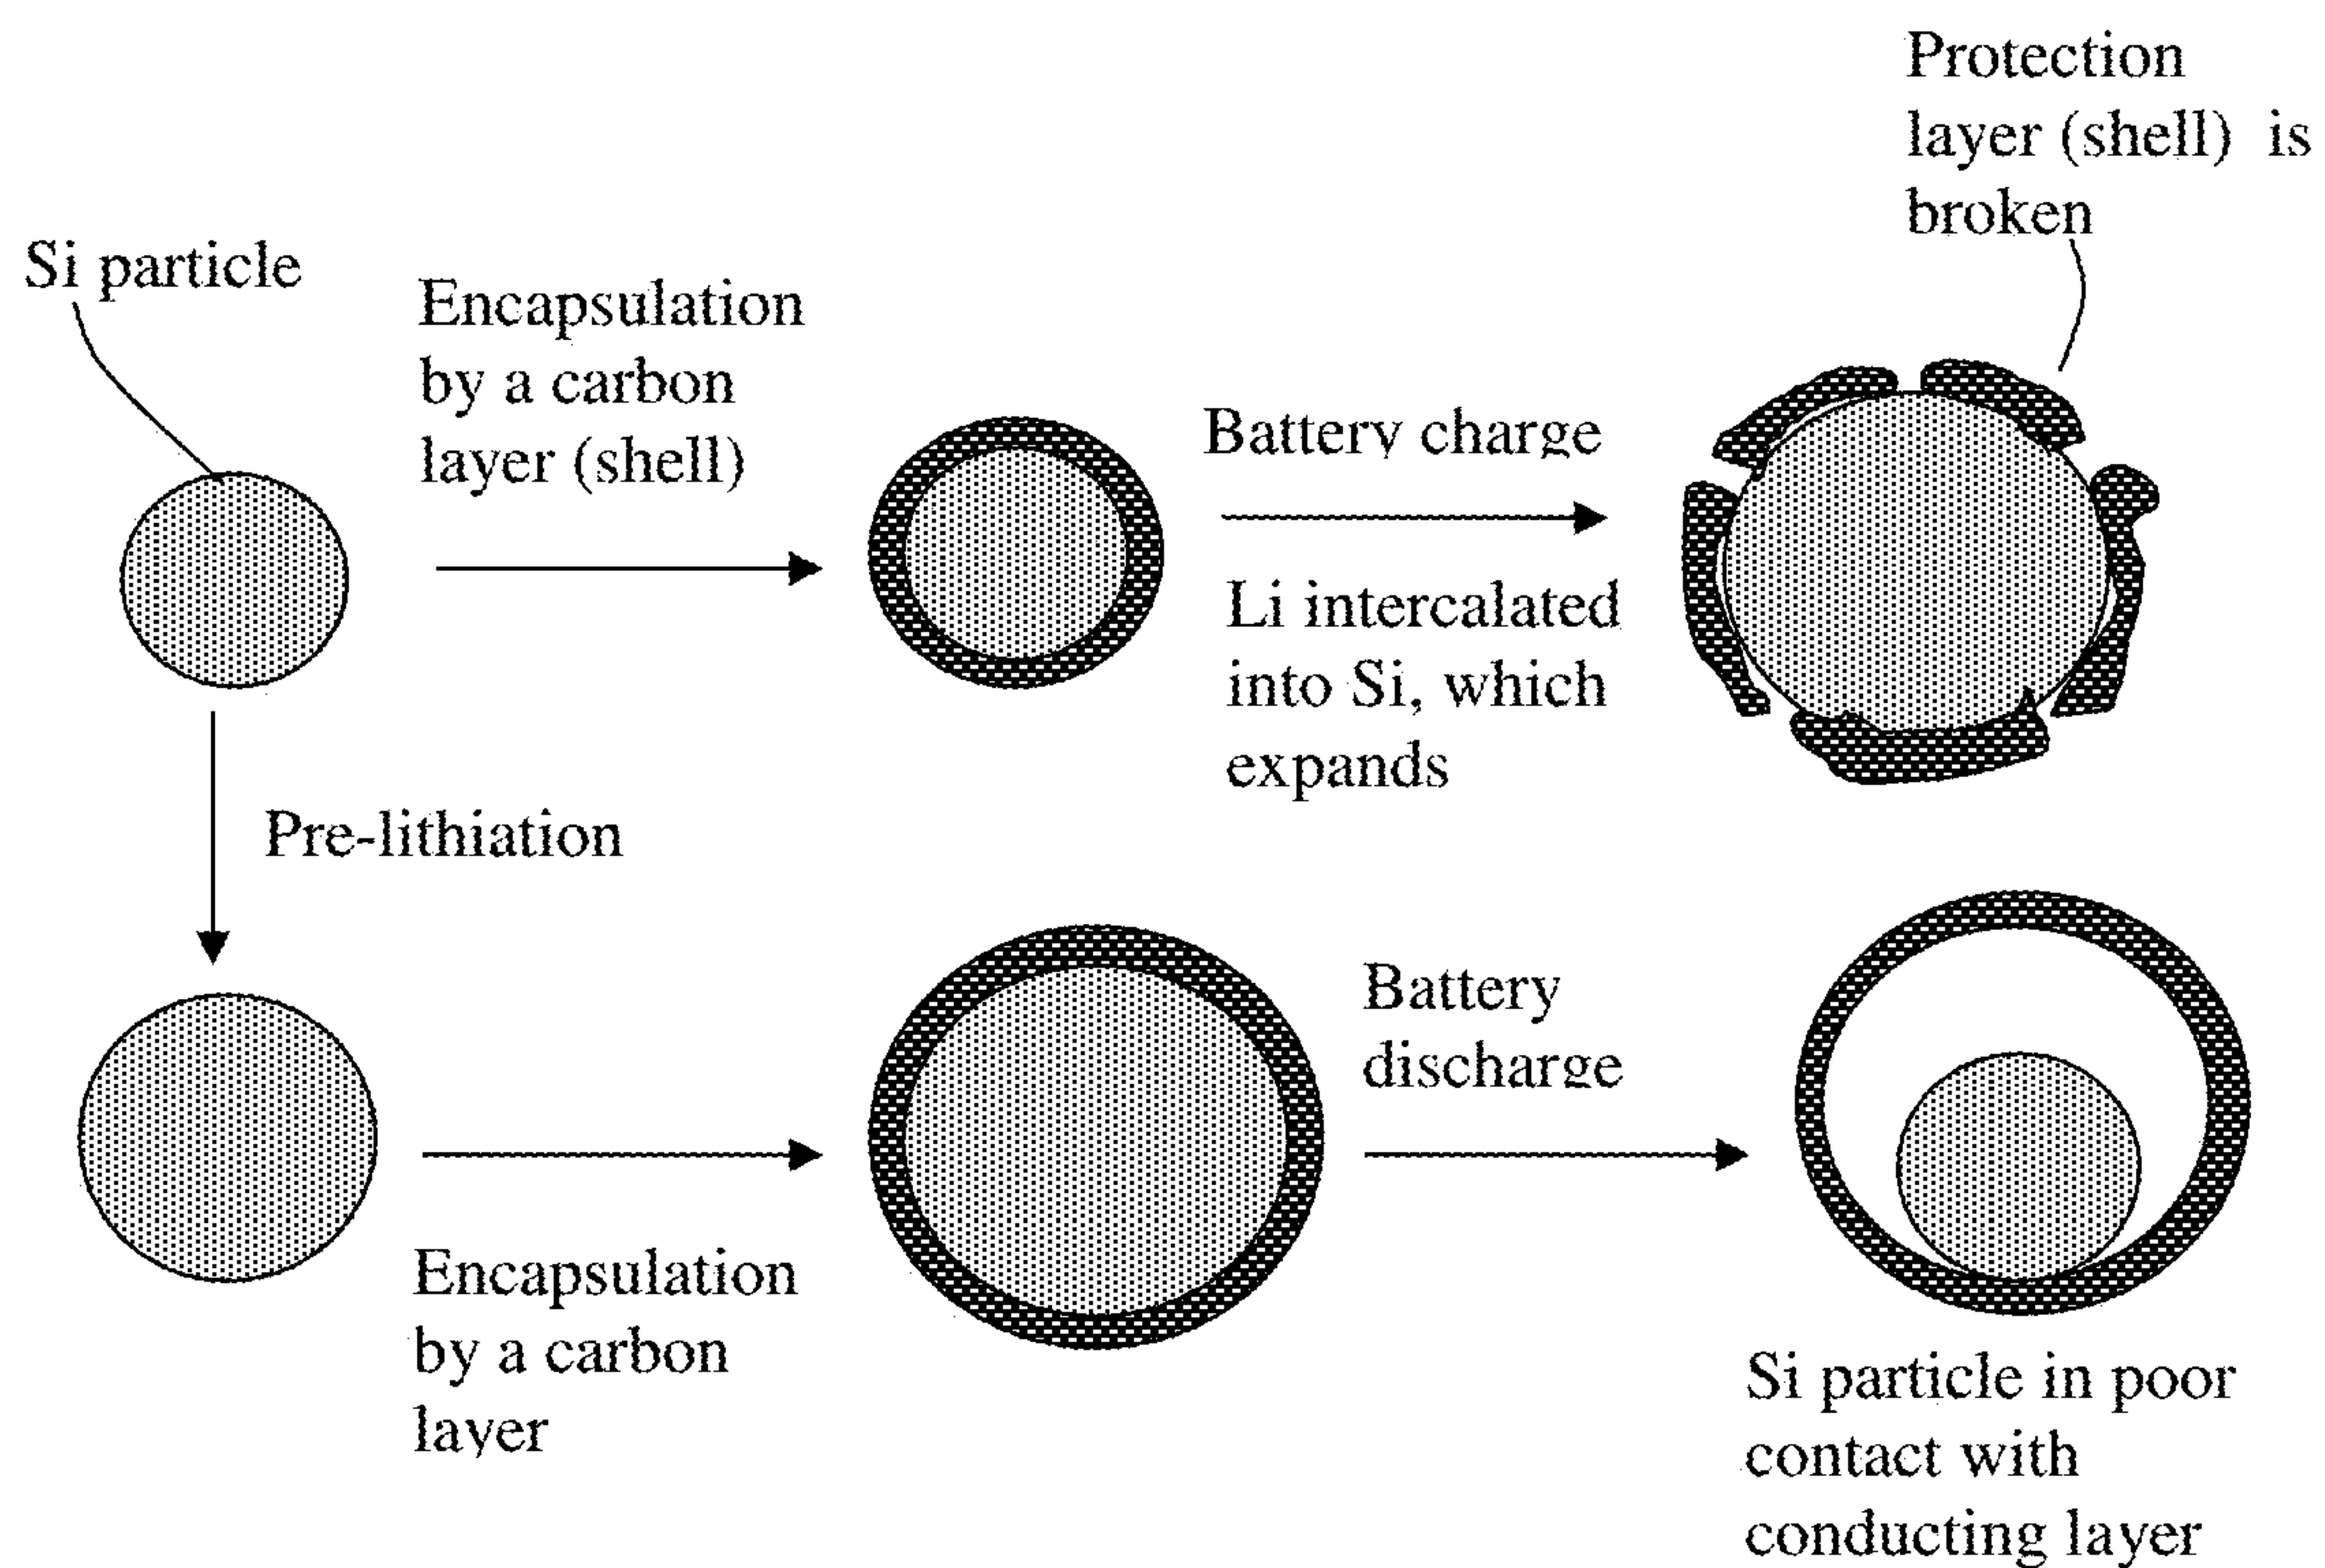 Protection
layer (shell) is
broken
Si particle
Encapsulation
by a carbon
layer (shell)
Battery charge
Li intercalated
into Si, which
expands
Pre-lithiation
Battery
discharge
Encapsulation
by a carbon
layer
Si particle in poor
contact with
conducting layer